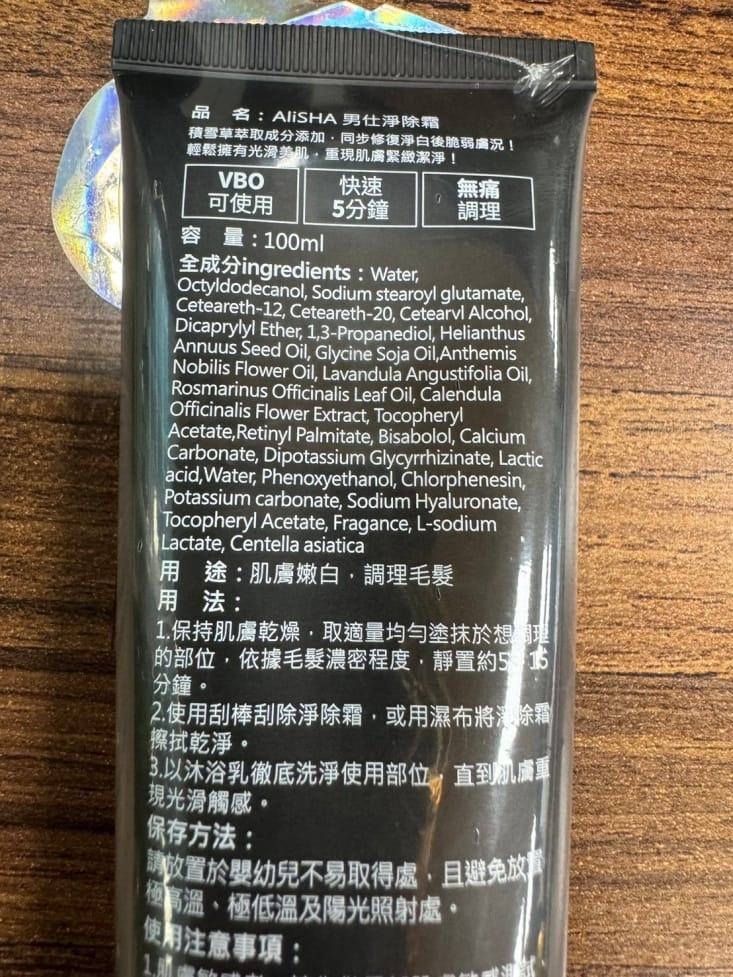 品 名：AliSHA 男仕淨除霜
積雪草萃取成分添加，同步修復淨白後脆弱膚況！
輕鬆擁有光滑美肌，重現肌膚緊緻潔淨！
VBO 可使用
快速 5分鐘
無痛 調理
容 量：100ml
全成分ingredients：Water,
Octyldodecanol, Sodium stearoyl glutamate,
Ceteareth-12, Ceteareth-20, Cetearvl Alcohol,
Dicaprylyl Ether, 1,3-Propanediol, Helianthus
Annuus Seed Oil, Glycine Soja Oil,Anthemis
Nobilis Flower Oil, Lavandula Angustifolia Oil,
Rosmarinus Officinalis Leaf Oil, Calendula
Officinalis Flower Extract, Tocopheryl
Acetate,Retinyl Palmitate, Bisabolol, Calcium
Carbonate, Dipotassium Glycyrrhizinate, Lactic
acid,Water, Phenoxyethanol, Chlorphenesin,
Potassium carbonate, Sodium Hyaluronate,
Tocopheryl Acetate, Fragance, L-sodium
Lactate, Centella asiatica
用 途：肌膚嫩白，調理毛髮
用 法：
1.保持肌膚乾燥，取適量均勻塗抹於想調理
的部位，依據毛髮濃密程度，靜置約5-15
分鐘。
2.使用刮棒刮除淨除霜，或用濕布將淨除霜
擦拭乾淨。
3.以沐浴乳徹底洗淨使用部位，直到肌膚重
現光滑觸感。
保存方法：
請放置於嬰幼兒不易取得處，且避免放置
極高溫、極低溫及陽光照射處。
使用注意事項：